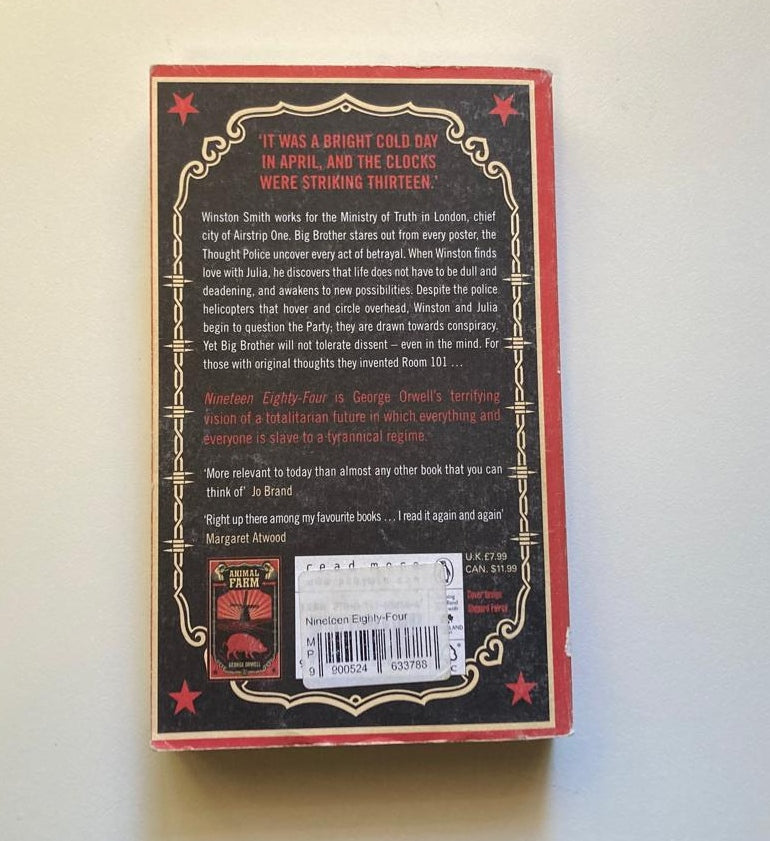 'IT WAS A BRIGHT COLD DAY
IN APRIL, AND THE CLOCKS
WERE STRIKING THIRTEEN.'
Winston Smith works for the Ministry of Truth in London, chief
city of Airstrip One. Big Brother stares out from every poster, the
Thought Police uncover every act of betrayal. When Winston finds
love with Julia, he discovers that life does not have to be dull and
deadening, and awakens to new possibilities. Despite the police
helicopters that hover and circle overhead, Winston and Julia
begin to question the Party; they are drawn towards conspiracy.
Yet Big Brother will not tolerate dissent – even in the mind. For
those with original thoughts they invented Room 101 ...
Nineteen Eighty-Four is George Orwell's terrifying
vision of a totalitarian future in which everything and
everyone is slave to a tyrannical regime.
'More relevant to today than almost any other book that you can
think of' Jo Brand
'Right up there among my favourite books ... I read it again and again'
Margaret Atwood
ANIMAL
FARM
GEORGE ORWELL
read more
Nineteen Eighty-Four
M
P
9 900524 633788
U.K. £7.99
CAN. $11.99
Cover design
Shepard Fairey